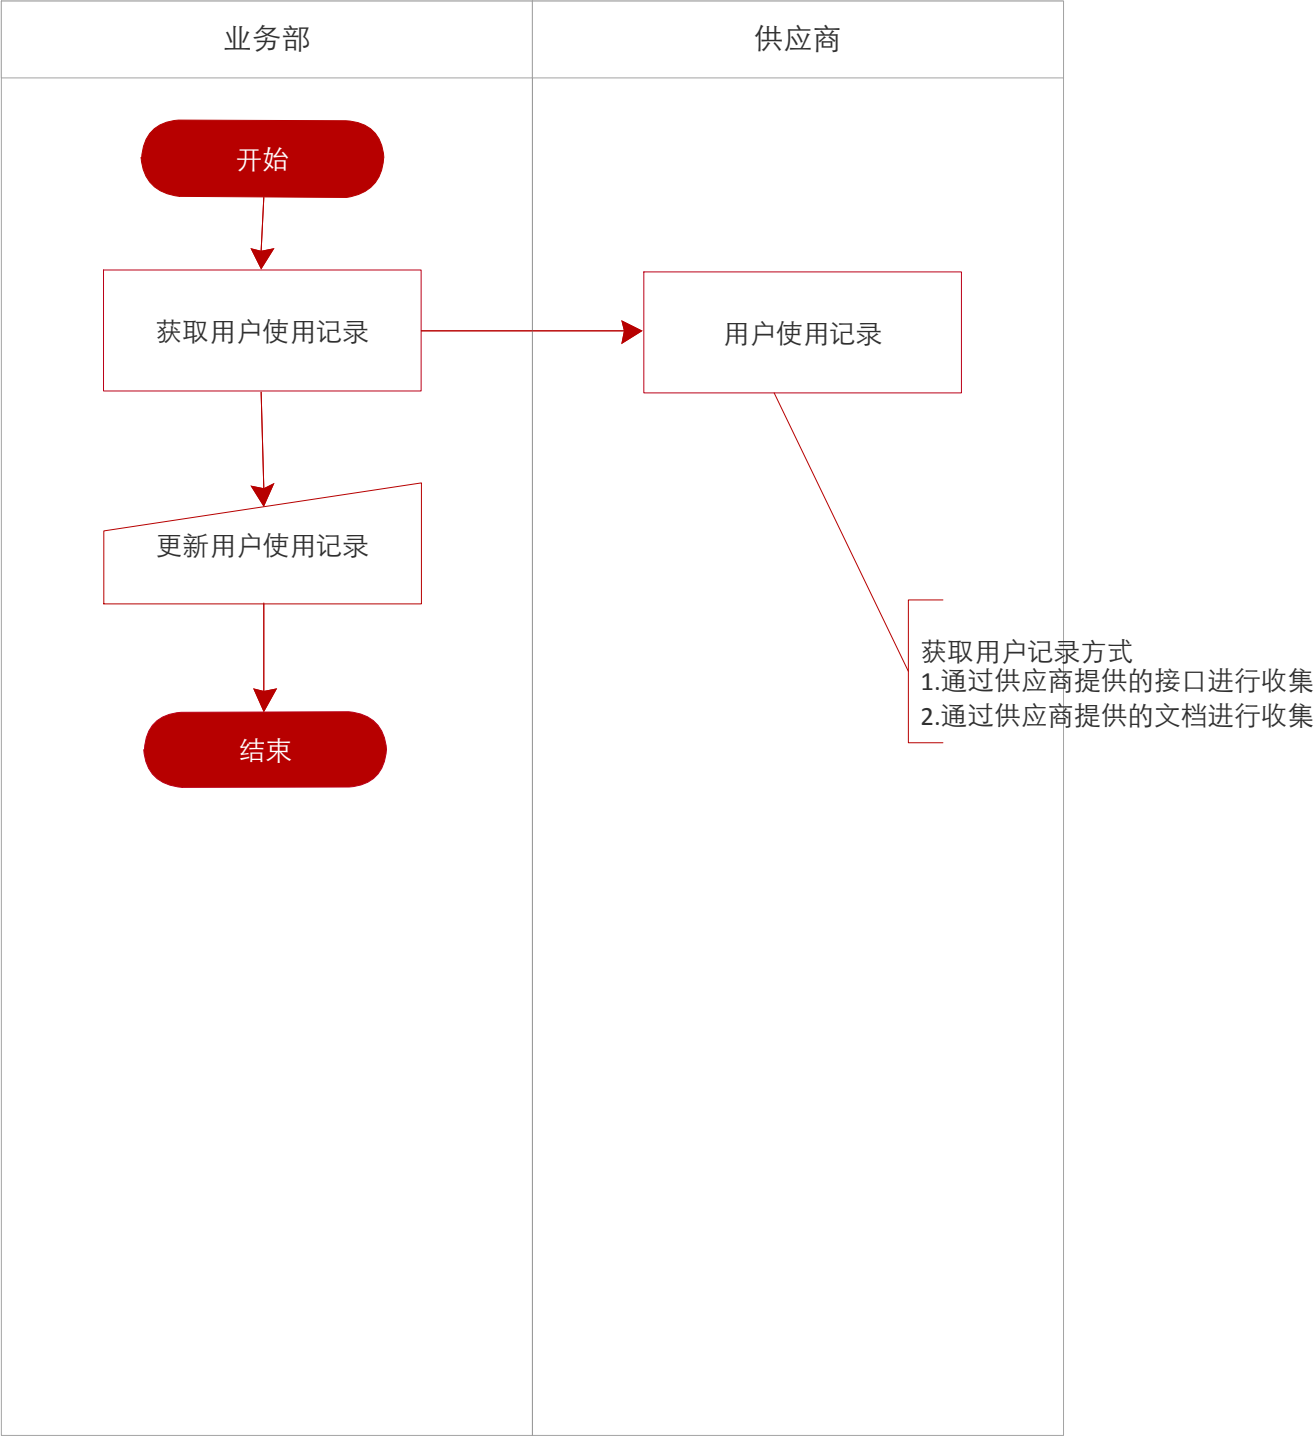 业务部
供应商
开始
获取用户使用记录
用户使用记录
更新用户使用记录
获取用户记录方式
1.通过供应商提供的接口进行收集
2.通过供应商提供的文档进行收集
结束